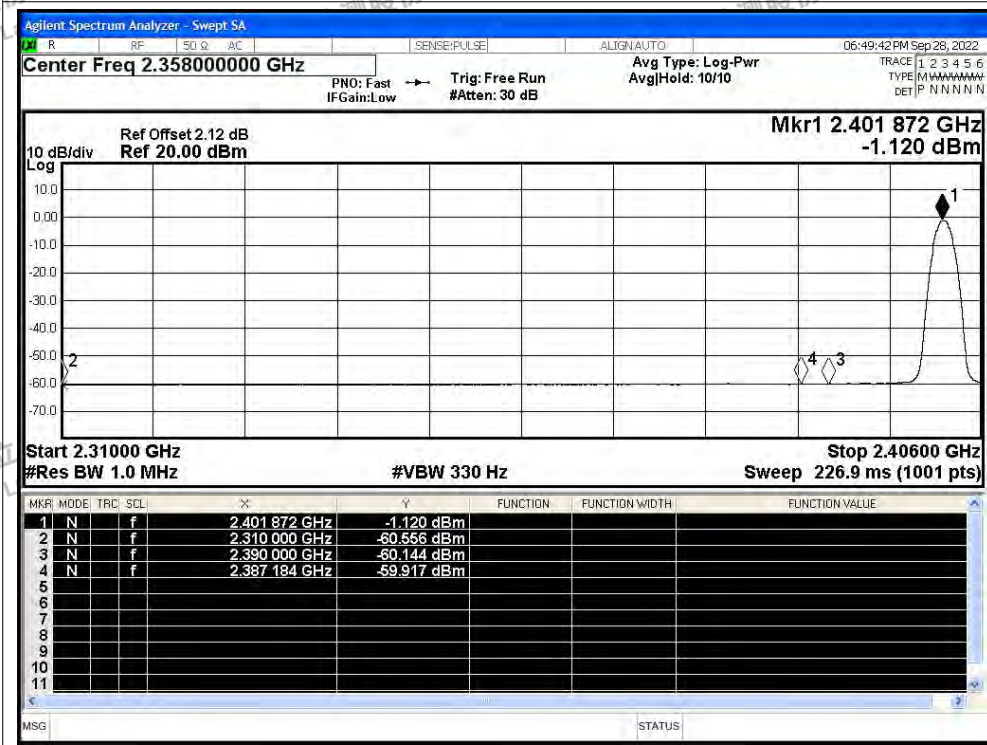 Agilent Spectrum Analyzer - Swept SA
LXI R RF 50 Ω AC SENSE:PULSE ALIGN AUTO 06:49:42 PM Sep 28, 2022
Center Freq 2.358000000 GHz Avg Type: Log-Pwr TRACE 1 2 3 4 5 6
PNO: Fast Trig: Free Run Avg|Hold: 10/10 TYPE M
IFGain:Low #Atten: 30 dB DET P N N N N N
Ref Offset 2.12 dB Mkr1 2.401 872 GHz
10 dB/div Ref 20.00 dBm -1.120 dBm
Log
10.0
1
0.00
-10.0
-20.0
-30.0
-40.0
-50.0
2 4 3
-60.0
-70.0
Start 2.31000 GHz Stop 2.40600 GHz
#Res BW 1.0 MHz #VBW 330 Hz Sweep 226.9 ms (1001 pts)
MKR MODE TRC SCL X Y FUNCTION FUNCTION WIDTH FUNCTION VALUE
1 N f 2.401 872 GHz -1.120 dBm
2 N f 2.310 000 GHz -60.556 dBm
3 N f 2.390 000 GHz -60.144 dBm
4 N f 2.387 184 GHz -59.917 dBm
5
6
7
8
9
10
11
MSG STATUS